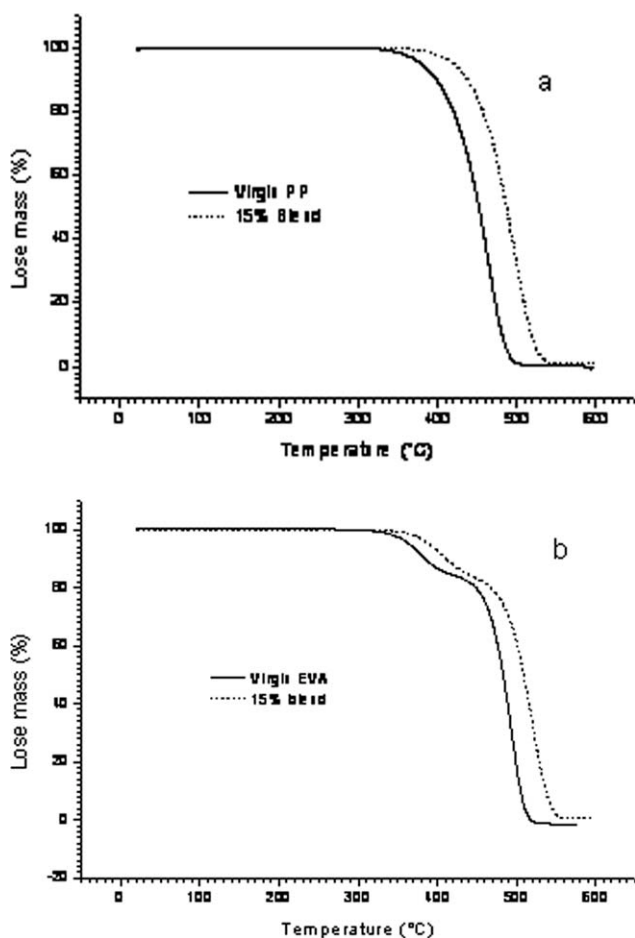 100
80
60
40
20
0
0 100 200 300 400 500 600
Lose mass (%)
Temperature (°C)
a
Virgin PP
15% Blend
100
80
60
40
20
0
-20
0 100 200 300 400 500 600
Lose mass (%)
Temperature (°C)
b
Virgin EVA
15% blend